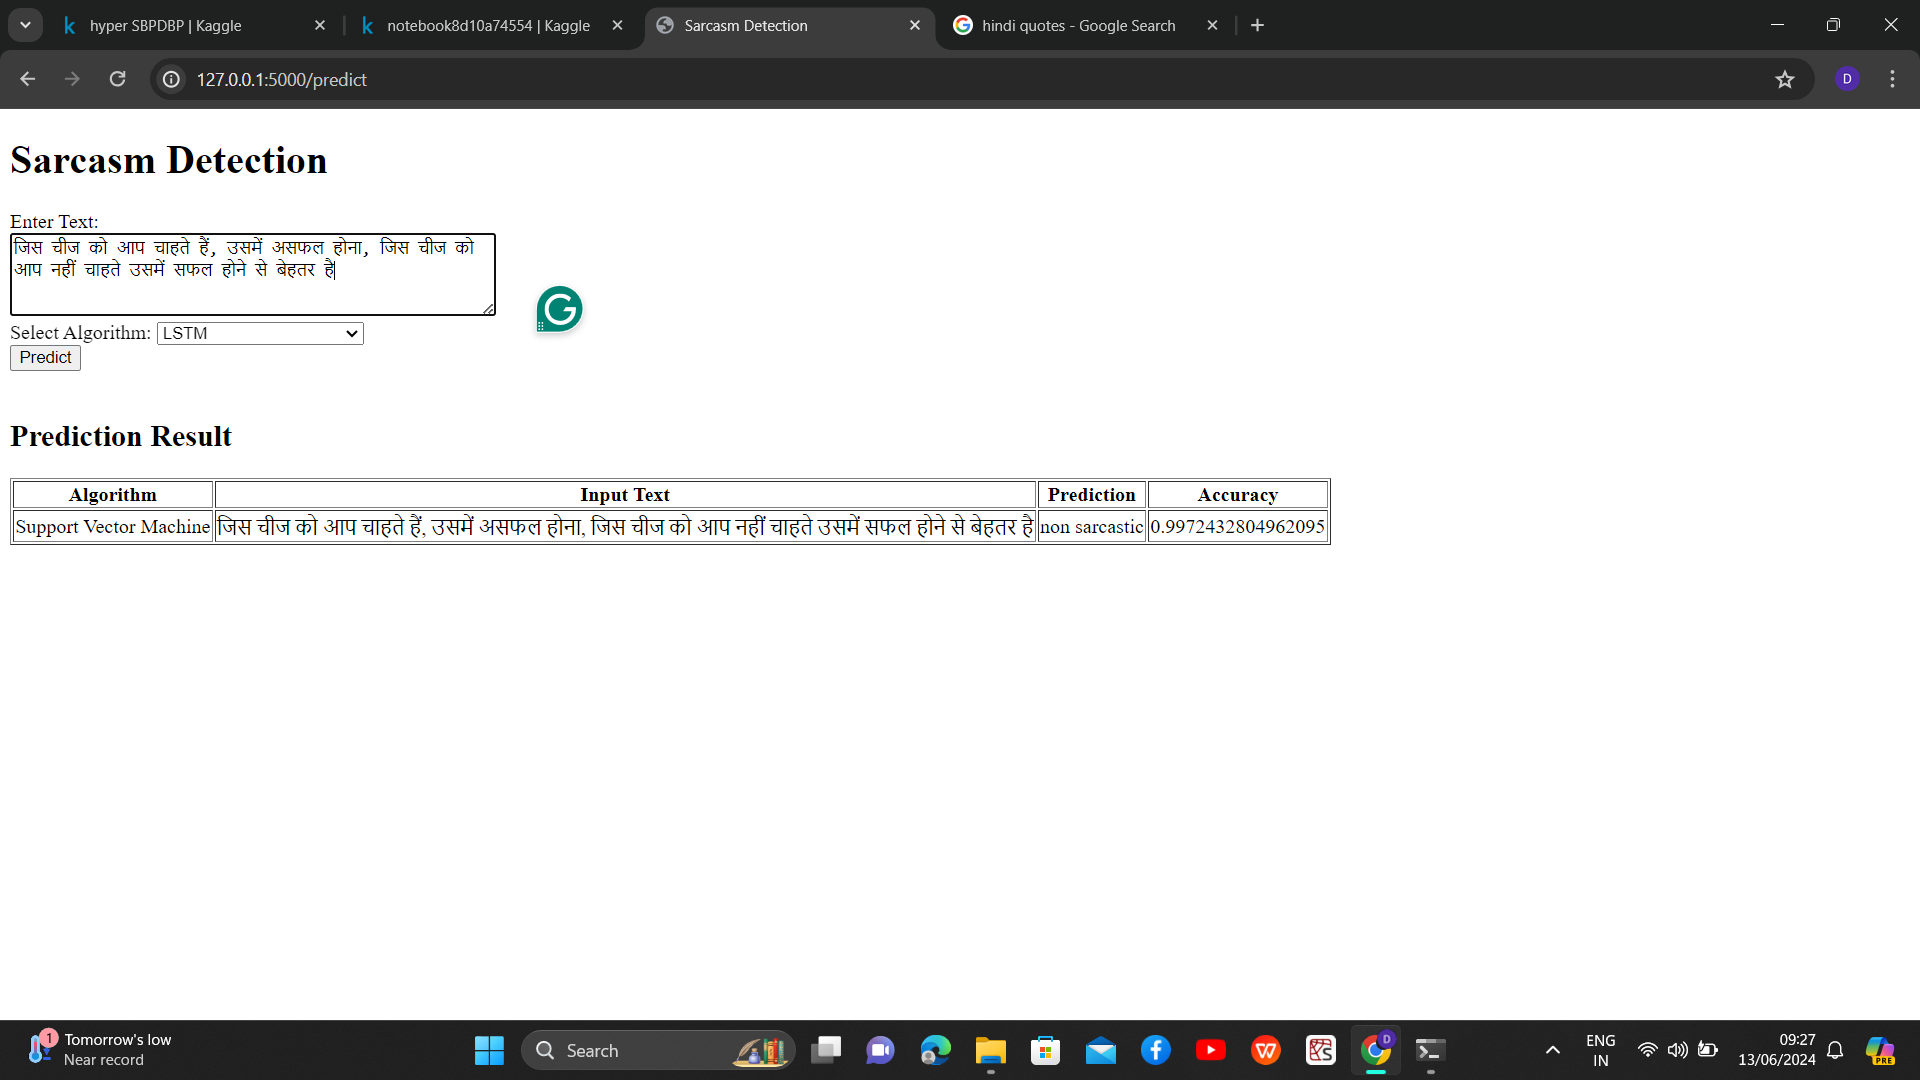 hyper SBPDBP | Kaggle
notebook8d10a74554 | Kaggle
Sarcasm Detection
hindi quotes - Google Search
127.0.0.1:5000/predict
D
Sarcasm Detection
Enter Text:
जिस चीज को आप चाहते हैं, उसमें असफल होना, जिस चीज को
आप नहीं चाहते उसमें सफल होने से बेहतर है
Select Algorithm: LSTM
Predict
Prediction Result
Algorithm Input Text Prediction Accuracy
Support Vector Machine जिस चीज को आप चाहते हैं, उसमें असफल होना, जिस चीज को आप नहीं चाहते उसमें सफल होने से बेहतर है non sarcastic 0.9972432804962095
1
Tomorrow's low
Near record
Search
D
ENG
IN
09:27
13/06/2024
PRE